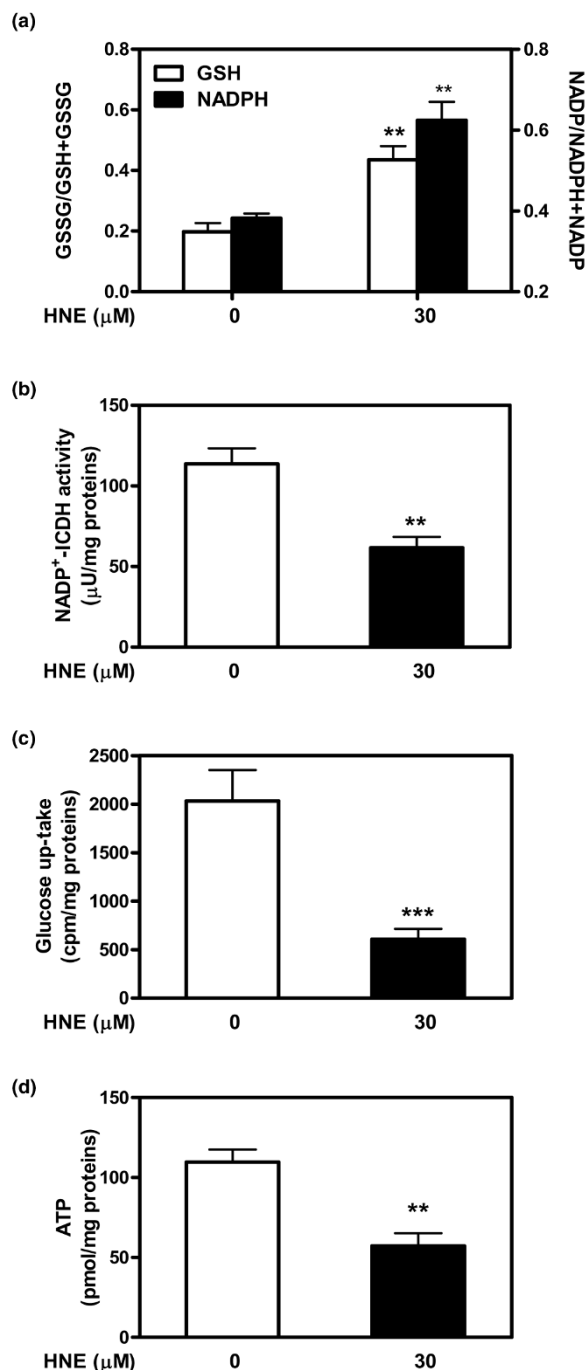 (a)
0.8
0.6
0.4
0.2
0.0
GSSG/GSH+GSSG
GSH
NADPH
**
**
0.8
0.6
0.4
0.2
NADP/NADPH+NADP
HNE (μM)
0
30
(b)
150
100
50
0
NADP⁺-ICDH activity
(μU/mg proteins)
**
HNE (μM)
0
30
(c)
2500
2000
1500
1000
500
0
Glucose up-take
(cpm/mg proteins)
***
HNE (μM)
0
30
(d)
150
100
50
0
ATP
(pmol/mg proteins)
**
HNE (μM)
0
30